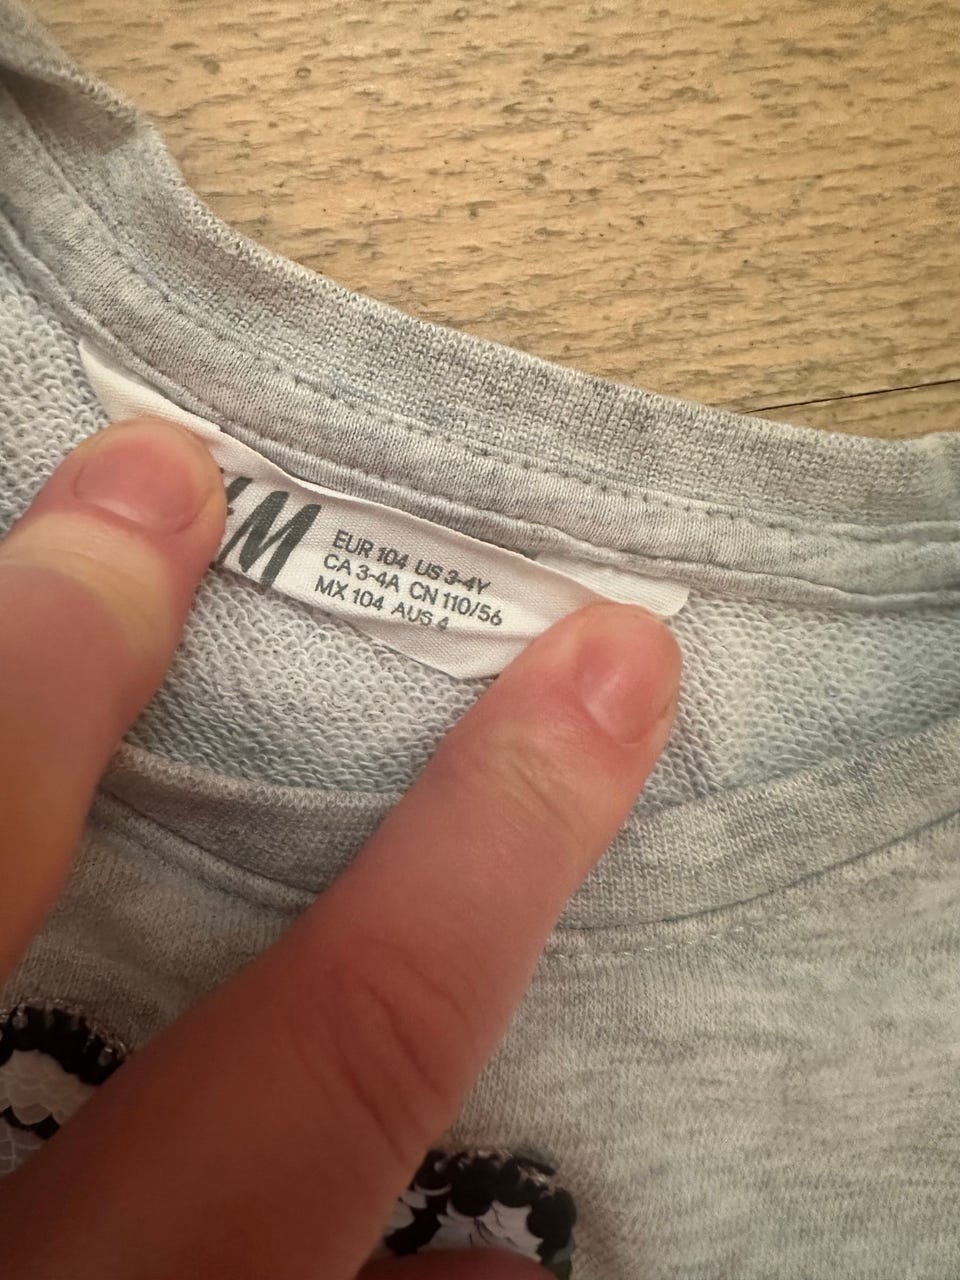 M
EUR 104 US 3-4Y
CA 3-4A CN 110/56
MX 104 AUS 4